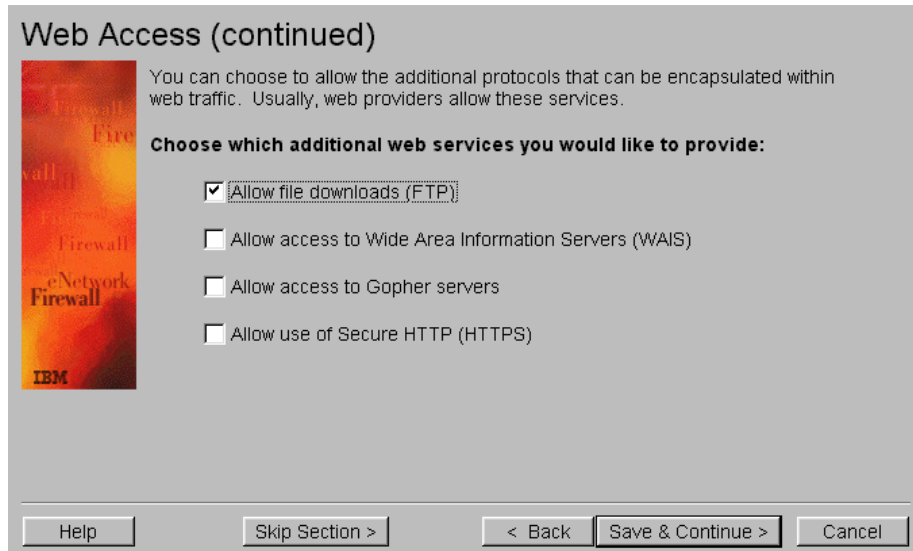 Web Access (continued)
You can choose to allow the additional protocols that can be encapsulated within
web traffic. Usually, web providers allow these services.
Choose which additional web services you would like to provide:
Allow file downloads (FTP)
Allow access to Wide Area Information Servers (WAIS)
Allow access to Gopher servers
Allow use of Secure HTTP (HTTPS)
Firewall
Fire
wall
Firewall
eNetwork
Firewall
IBM
Help
Skip Section >
< Back
Save & Continue >
Cancel